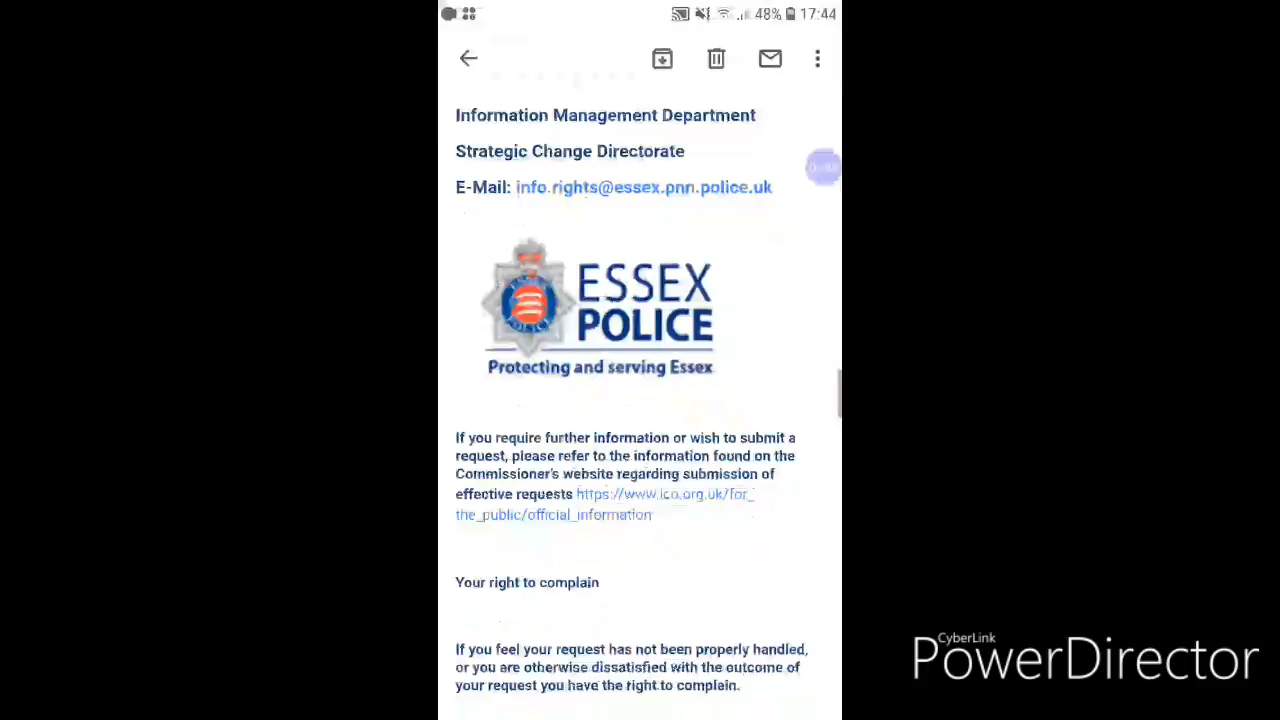 48% 17:44
Information Management Department
Strategic Change Directorate
E-Mail: info.rights@essex.pnn.police.uk
ESSEX
POLICE
ESSEX
POLICE
Protecting and serving Essex
If you require further information or wish to submit a
request, please refer to the information found on the
Commissioner's website regarding submission of
effective requests https://www.ico.org.uk/for_
the_public/official_information
Your right to complain
If you feel your request has not been properly handled,
or you are otherwise dissatisfied with the outcome of
your request you have the right to complain.
CyberLink
PowerDirector